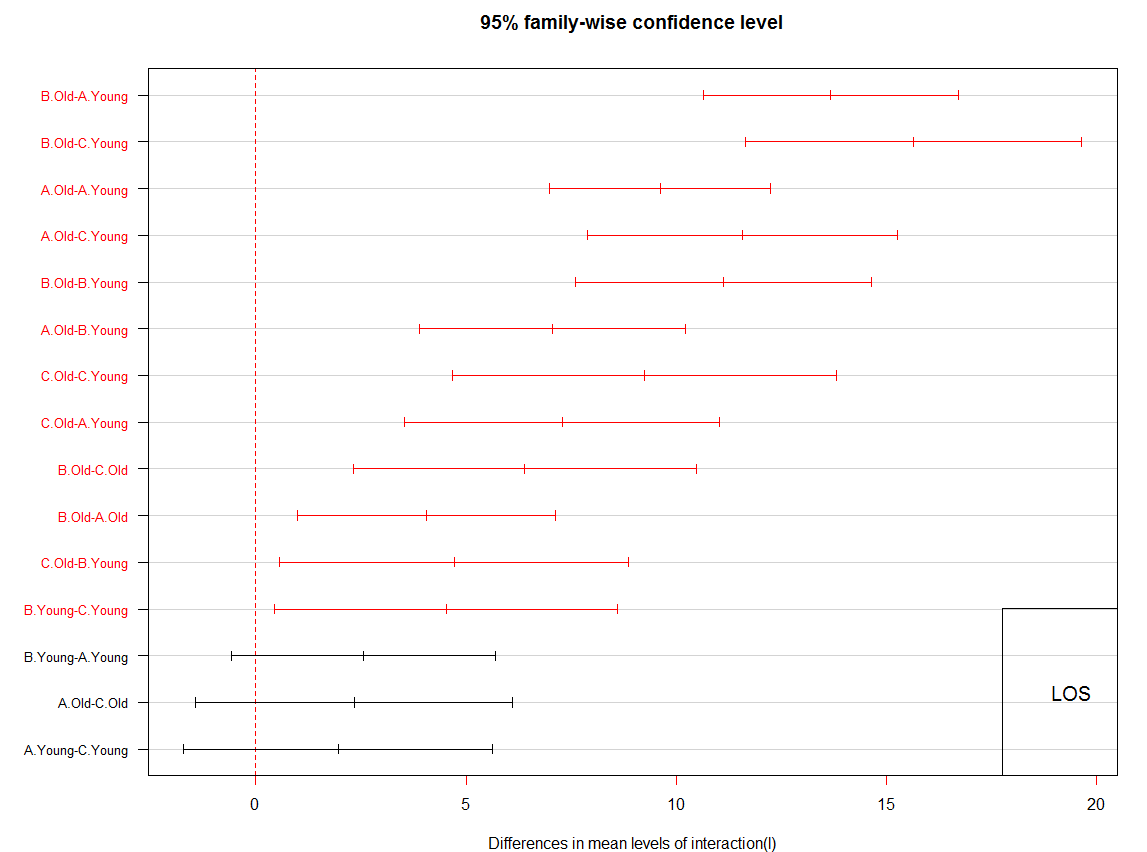 95% family-wise confidence level
B.Old-A.Young
B.Old-C.Young
A.Old-A.Young
A.Old-C.Young
B.Old-B.Young
A.Old-B.Young
C.Old-C.Young
C.Old-A.Young
B.Old-C.Old
B.Old-A.Old
C.Old-B.Young
B.Young-C.Young
B.Young-A.Young
A.Old-C.Old
A.Young-C.Young
LOS
0 5 10 15 20
Differences in mean levels of interaction(l)